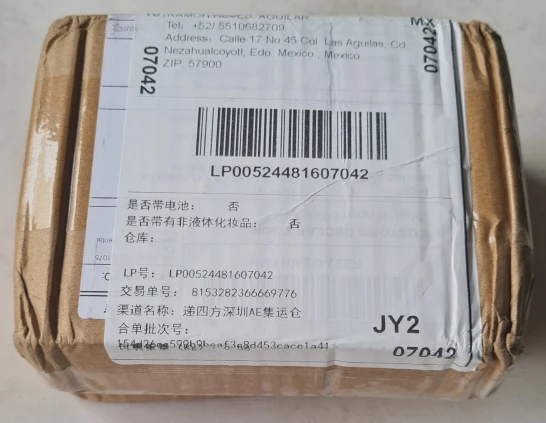 Tel: +52/ 5510682709
Address: Calle 17 No 45 Col. Las Aguilas, Cd
Nezahualcoyotl, Edo. Mexico , Mexico
ZIP: 57900
MX
07042
07042
LP00524481607042
是否带电池: 否
是否带有非液体化妆品: 否
仓库:
LP号: LP00524481607042
交易单号: 8153282366669776
渠道名称: 递四方深圳AE集运仓
合单批次号:
JY2
07042